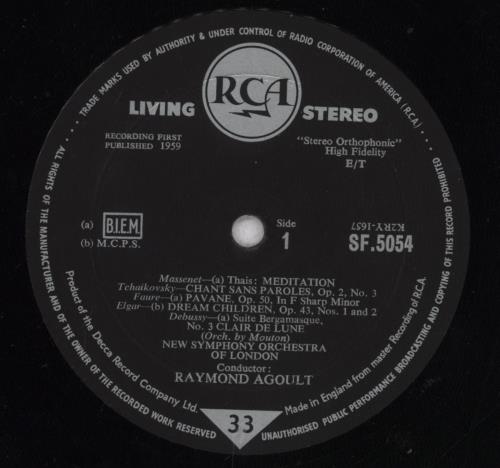 TRADE MARKS USED BY AUTHORITY & UNDER CONTROL OF RADIO CORPORATION OF AMERICA (R.C.A.)
RCA
LIVING STEREO
RECORDING FIRST
PUBLISHED 1959
"Stereo Orthophonic"
High Fidelity
E/T
(a) B.I.E.M.
(b) M.C.P.S.
Side
1
K2RY-1657
SF.5054
Massenet—(a) Thais: MEDITATION
Tchaikovsky—CHANT SANS PAROLES, Op. 2, No. 3
Faure—(a) PAVANE, Op. 50, In F Sharp Minor
Elgar—(b) DREAM CHILDREN, Op. 43, Nos. 1 and 2
Debussy—(a) Suite Bergamasque,
No. 3 CLAIR DE LUNE
(Orch. by Mouton)
NEW SYMPHONY ORCHESTRA
OF LONDON
Conductor:
RAYMOND AGOULT
Product of the Decca Record Company Ltd.
Made in England from master Recording of R.C.A.
33
ALL RIGHTS OF THE MANUFACTURER AND OF THE OWNER OF THE RECORDED WORK RESERVED
UNAUTHORISED PUBLIC PERFORMANCE BROADCASTING AND COPYING OF THIS RECORD PROHIBITED